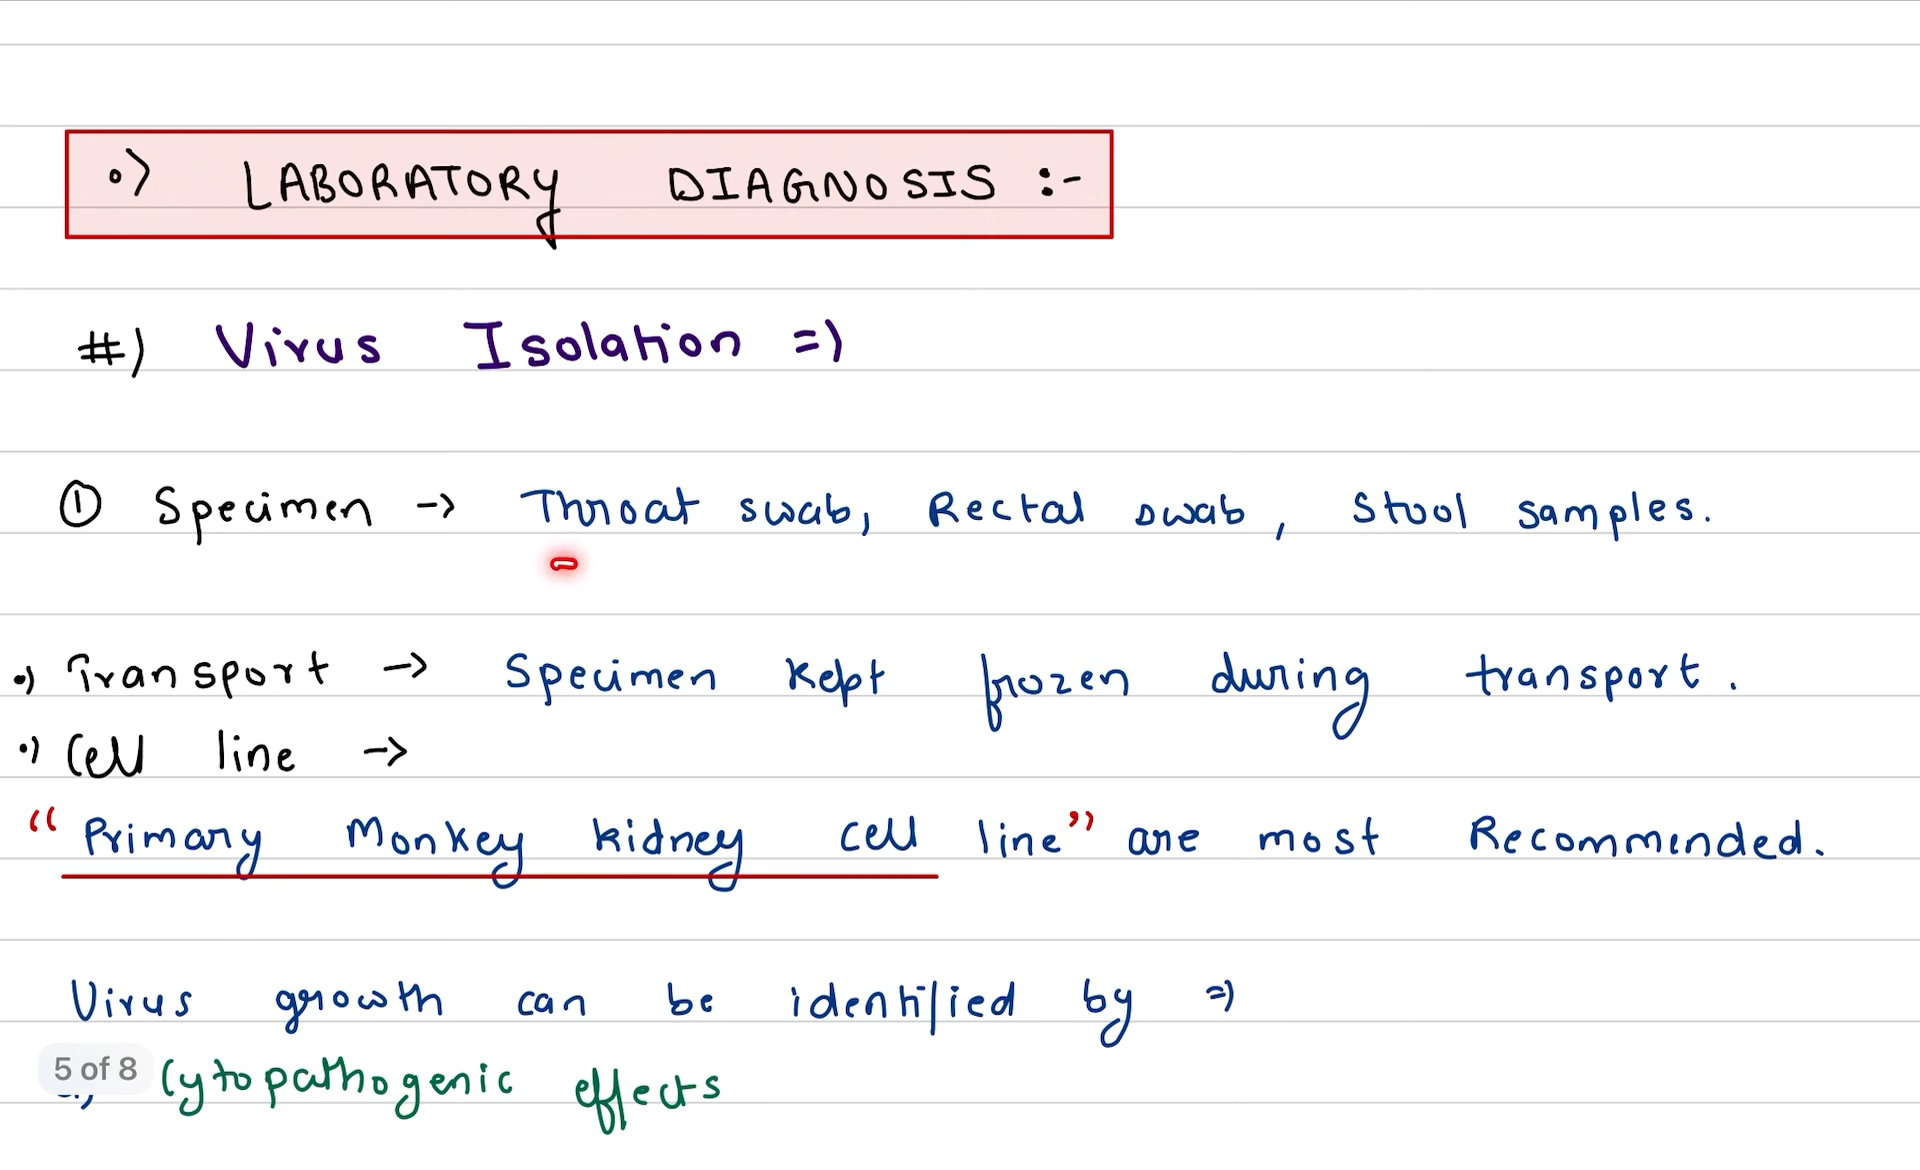 •) LABORATORY DIAGNOSIS :-
#) Virus Isolation =)
① Specimen -> Throat swab, Rectal swab, Stool samples.
•) Transport -> Specimen kept frozen during transport.
•) Cell line ->
"Primary Monkey kidney cell line" are most Recommended.
Virus growth can be identified by =)
5 of 8
Cytopathogenic effects